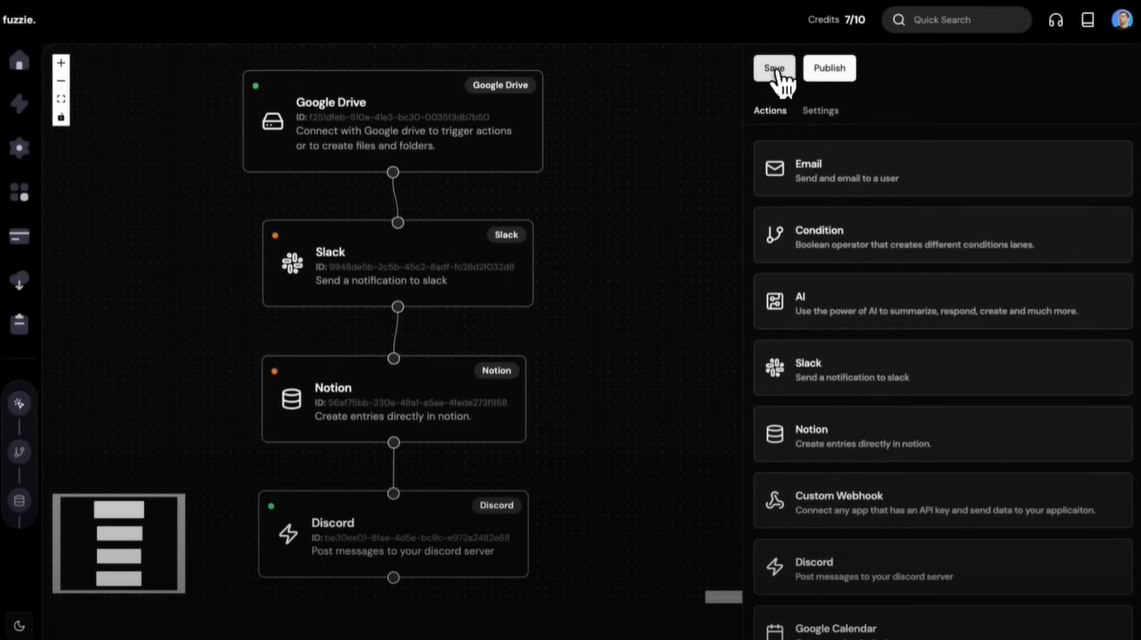 fuzzie.
Credits 7/10
Quick Search
Google Drive
Google Drive
ID: f251dfeb-510a-41e3-bc30-0035f3db7b50
Connect with Google drive to trigger actions
or to create files and folders.
Slack
Slack
ID: 9948de5b-2c5b-45c2-8adf-fc28d2f032d8
Send a notification to slack
Notion
Notion
ID: 56af75bb-230a-48a1-a5aa-4fede273f958
Create entries directly in notion.
Discord
Discord
ID: be30ee01-8fae-4d5e-bc9c-e972a2482e68
Post messages to your discord server
Save
Publish
Actions
Settings
Email
Send and email to a user
Condition
Boolean operator that creates different conditions lanes.
AI
Use the power of AI to summarize, respond, create and much more.
Slack
Send a notification to slack
Notion
Create entries directly in notion.
Custom Webhook
Connect any app that has an API key and send data to your applicaiton.
Discord
Post messages to your discord server
Google Calendar